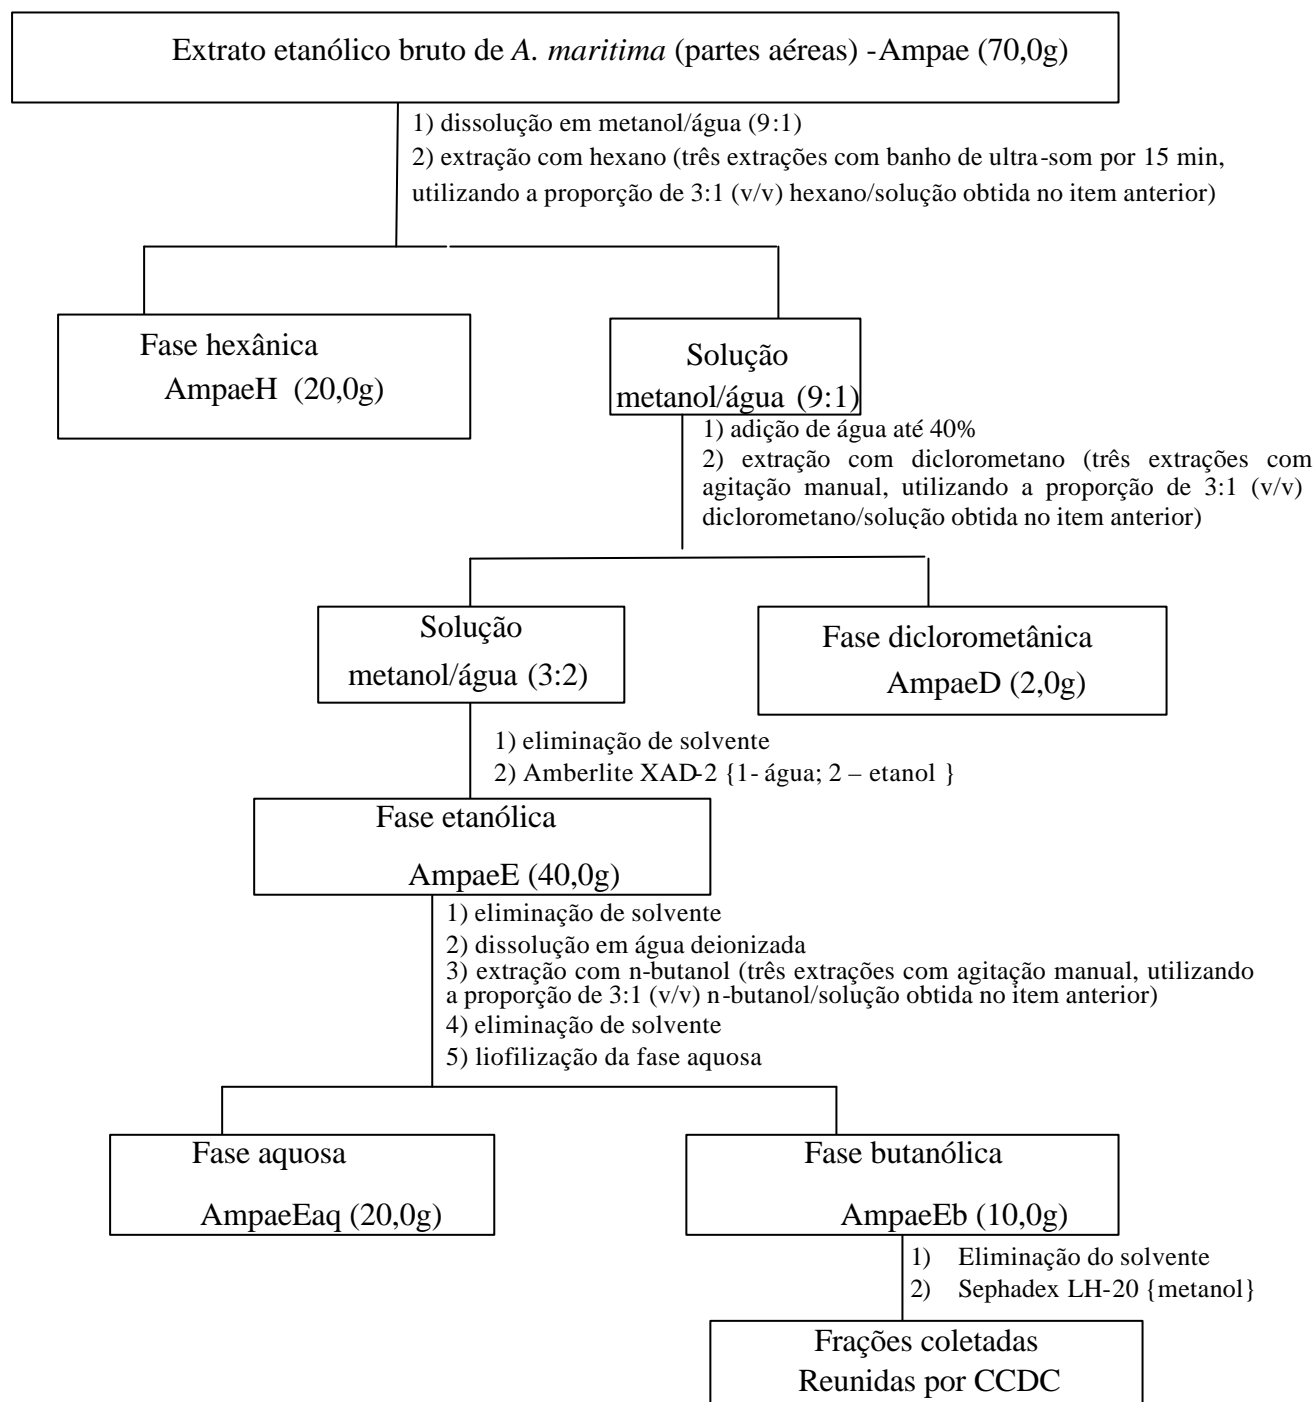 Extrato etanólico bruto de A. maritima (partes aéreas) -Ampae (70,0g)
1) dissolução em metanol/água (9:1)
2) extração com hexano (três extrações com banho de ultra-som por 15 min,
utilizando a proporção de 3:1 (v/v) hexano/solução obtida no item anterior)
Fase hexânica
AmpaeH (20,0g)
Solução
metanol/água (9:1)
1) adição de água até 40%
2) extração com diclorometano (três extrações com
agitação manual, utilizando a proporção de 3:1 (v/v)
diclorometano/solução obtida no item anterior)
Solução
metanol/água (3:2)
Fase diclorometânica
AmpaeD (2,0g)
1) eliminação de solvente
2) Amberlite XAD-2 {1- água; 2 – etanol }
Fase etanólica
AmpaeE (40,0g)
1) eliminação de solvente
2) dissolução em água deionizada
3) extração com n-butanol (três extrações com agitação manual, utilizando
a proporção de 3:1 (v/v) n-butanol/solução obtida no item anterior)
4) eliminação de solvente
5) liofilização da fase aquosa
Fase aquosa
AmpaeEaq (20,0g)
Fase butanólica
AmpaeEb (10,0g)
1) Eliminação do solvente
2) Sephadex LH-20 {metanol}
Frações coletadas
Reunidas por CCDC